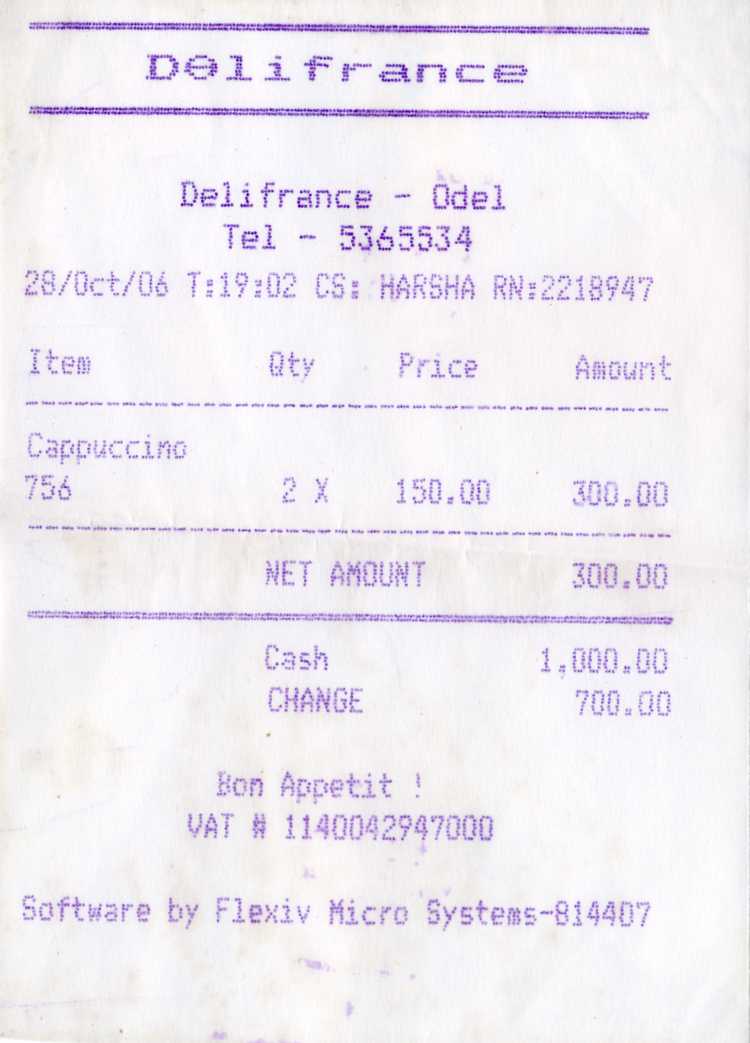 Delifrance
Delifrance - Odel
Tel - 5365534
28/Oct/06 T:19:02 CS: HARSHA RN:2218947
Item Qty Price Amount
Cappuccino
756 2 X 150.00 300.00
NET AMOUNT 300.00
Cash 1,000.00
CHANGE 700.00
Bon Appetit !
VAT # 1140042947000
Software by Flexiv Micro Systems-814407